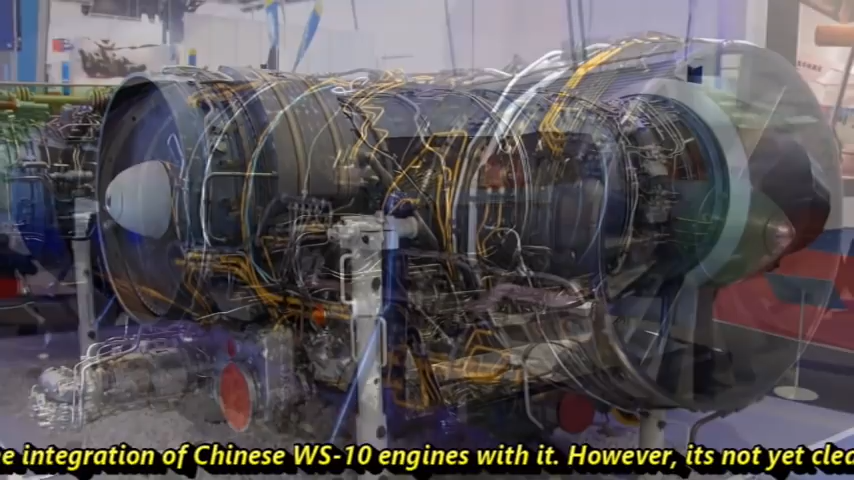 integration of Chinese WS-10 engines with it. However, its not yet